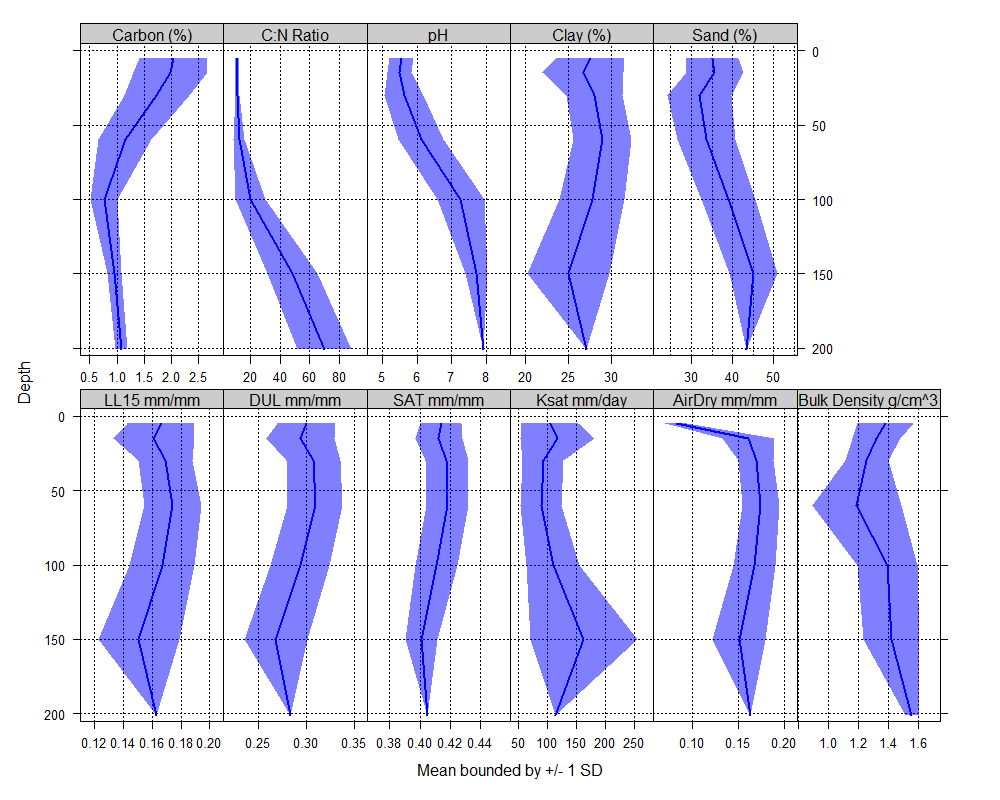 Carbon (%) C:N Ratio pH Clay (%) Sand (%)
0
50
100
150
200
0.5 1.0 1.5 2.0 2.5 20 40 60 80 5 6 7 8 20 25 30 30 40 50
Depth
LL15 mm/mm DUL mm/mm SAT mm/mm Ksat mm/day AirDry mm/mm Bulk Density g/cm^3
0
50
100
150
200
0.12 0.14 0.16 0.18 0.20 0.25 0.30 0.35 0.38 0.40 0.42 0.44 50 100 150 200 250 0.10 0.15 0.20 1.0 1.2 1.4 1.6
Mean bounded by +/- 1 SD